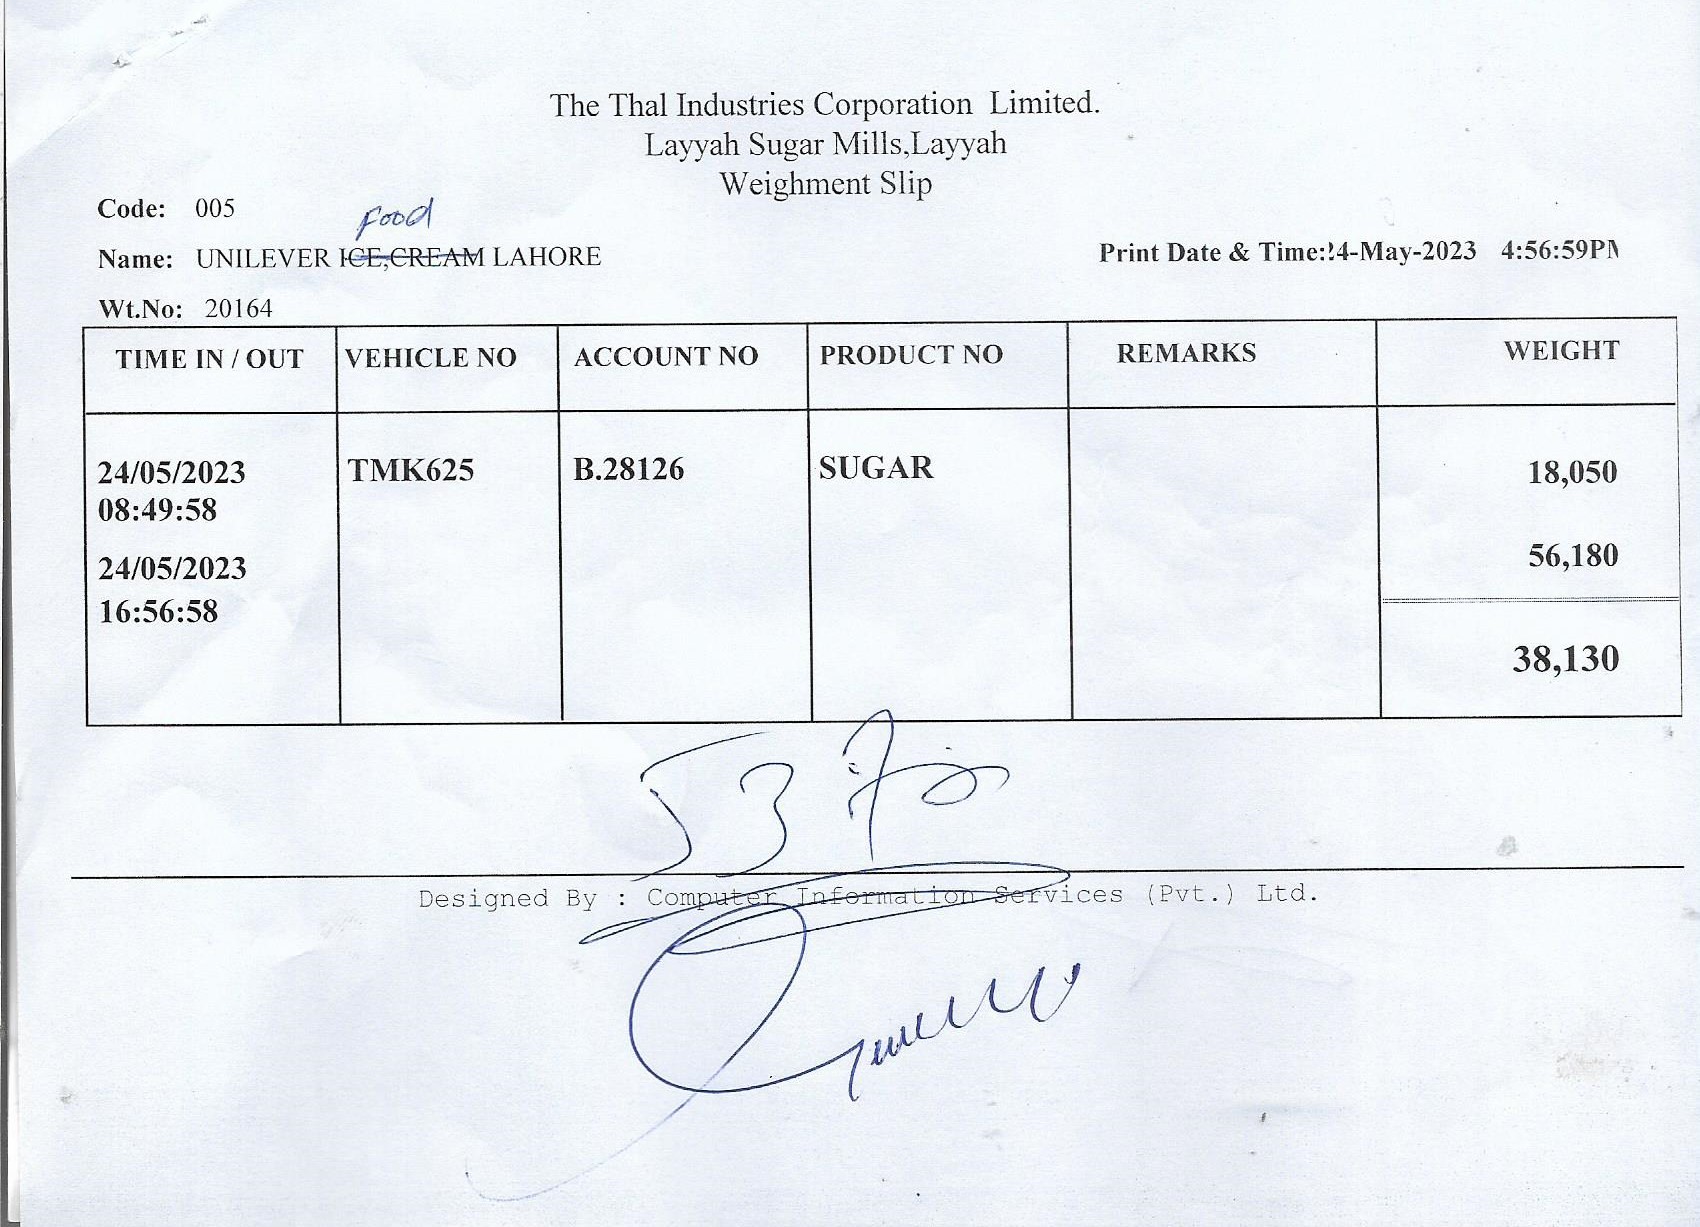 The Thal Industries Corporation Limited.
Layyah Sugar Mills,Layyah
Weighment Slip
Code: 005
Food
Name: UNILEVER ICE,CREAM LAHORE
Print Date & Time:24-May-2023 4:56:59PM
Wt.No: 20164
TIME IN / OUT VEHICLE NO ACCOUNT NO PRODUCT NO REMARKS WEIGHT
24/05/2023 TMK625 B.28126 SUGAR 18,050
08:49:58
24/05/2023 56,180
16:56:58
38,130
Designed By : Computer Information Services (Pvt.) Ltd.